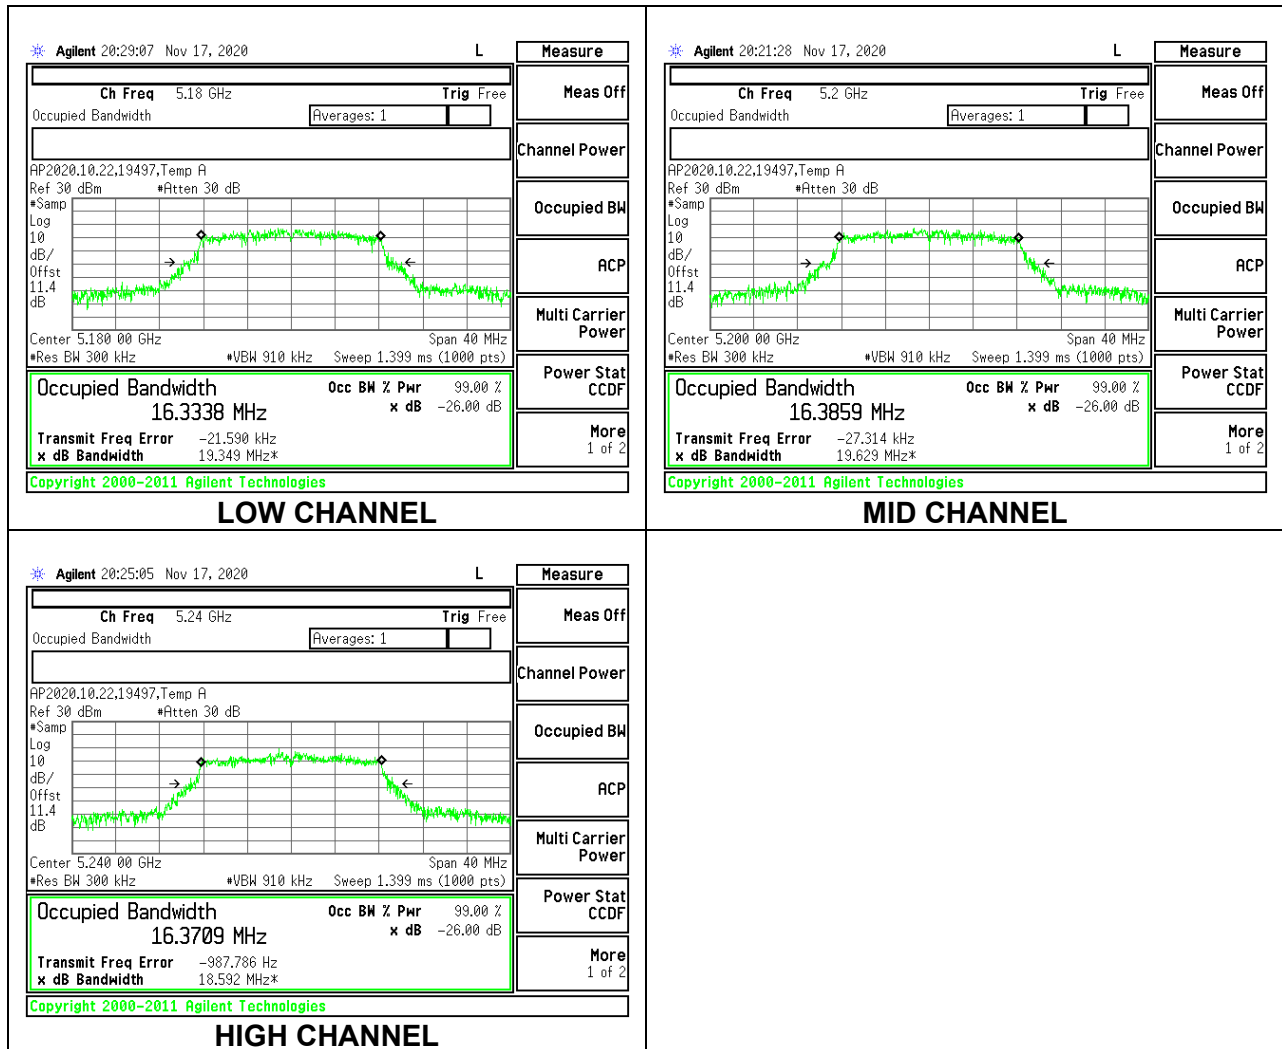 Agilent 20:29:07 Nov 17, 2020 L
Measure
Ch Freq 5.18 GHz Trig Free
Occupied Bandwidth Averages: 1
AP2020.10.22,19497,Temp A
Ref 30 dBm #Atten 30 dB
#Samp
Log
10
dB/
Offst
11.4
dB
Center 5.180 00 GHz Span 40 MHz
#Res BW 300 kHz #VBW 910 kHz Sweep 1.399 ms (1000 pts)
Occupied Bandwidth Occ BW % Pwr 99.00 %
16.3338 MHz x dB -26.00 dB
Transmit Freq Error -21.590 kHz
x dB Bandwidth 19.349 MHz*
Copyright 2000-2011 Agilent Technologies
Meas Off
Channel Power
Occupied BW
ACP
Multi Carrier
Power
Power Stat
CCDF
More
1 of 2
LOW CHANNEL
Agilent 20:21:28 Nov 17, 2020 L
Measure
Ch Freq 5.2 GHz Trig Free
Occupied Bandwidth Averages: 1
AP2020.10.22,19497,Temp A
Ref 30 dBm #Atten 30 dB
#Samp
Log
10
dB/
Offst
11.4
dB
Center 5.200 00 GHz Span 40 MHz
#Res BW 300 kHz #VBW 910 kHz Sweep 1.399 ms (1000 pts)
Occupied Bandwidth Occ BW % Pwr 99.00 %
16.3859 MHz x dB -26.00 dB
Transmit Freq Error -27.314 kHz
x dB Bandwidth 19.629 MHz*
Copyright 2000-2011 Agilent Technologies
Meas Off
Channel Power
Occupied BW
ACP
Multi Carrier
Power
Power Stat
CCDF
More
1 of 2
MID CHANNEL
Agilent 20:25:05 Nov 17, 2020 L
Measure
Ch Freq 5.24 GHz Trig Free
Occupied Bandwidth Averages: 1
AP2020.10.22,19497,Temp A
Ref 30 dBm #Atten 30 dB
#Samp
Log
10
dB/
Offst
11.4
dB
Center 5.240 00 GHz Span 40 MHz
#Res BW 300 kHz #VBW 910 kHz Sweep 1.399 ms (1000 pts)
Occupied Bandwidth Occ BW % Pwr 99.00 %
16.3709 MHz x dB -26.00 dB
Transmit Freq Error -987.786 Hz
x dB Bandwidth 18.592 MHz*
Copyright 2000-2011 Agilent Technologies
Meas Off
Channel Power
Occupied BW
ACP
Multi Carrier
Power
Power Stat
CCDF
More
1 of 2
HIGH CHANNEL